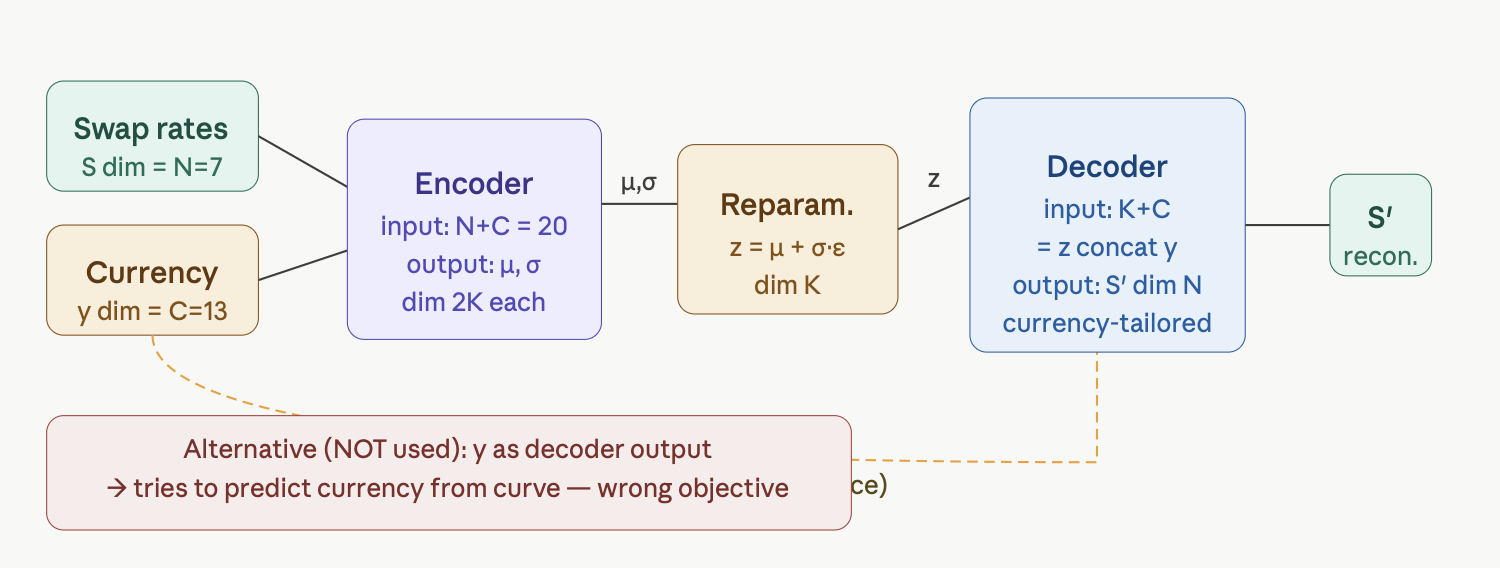 Swap rates
S dim = N=7
Currency
y dim = C=13
Encoder
input: N+C = 20
output: μ, σ
dim 2K each
μ,σ
Reparam.
z = μ + σ·ε
dim K
z
Decoder
input: K+C
= z concat y
output: S′ dim N
currency-tailored
S′
recon.
Alternative (NOT used): y as decoder output
→ tries to predict currency from curve — wrong objective
ce)